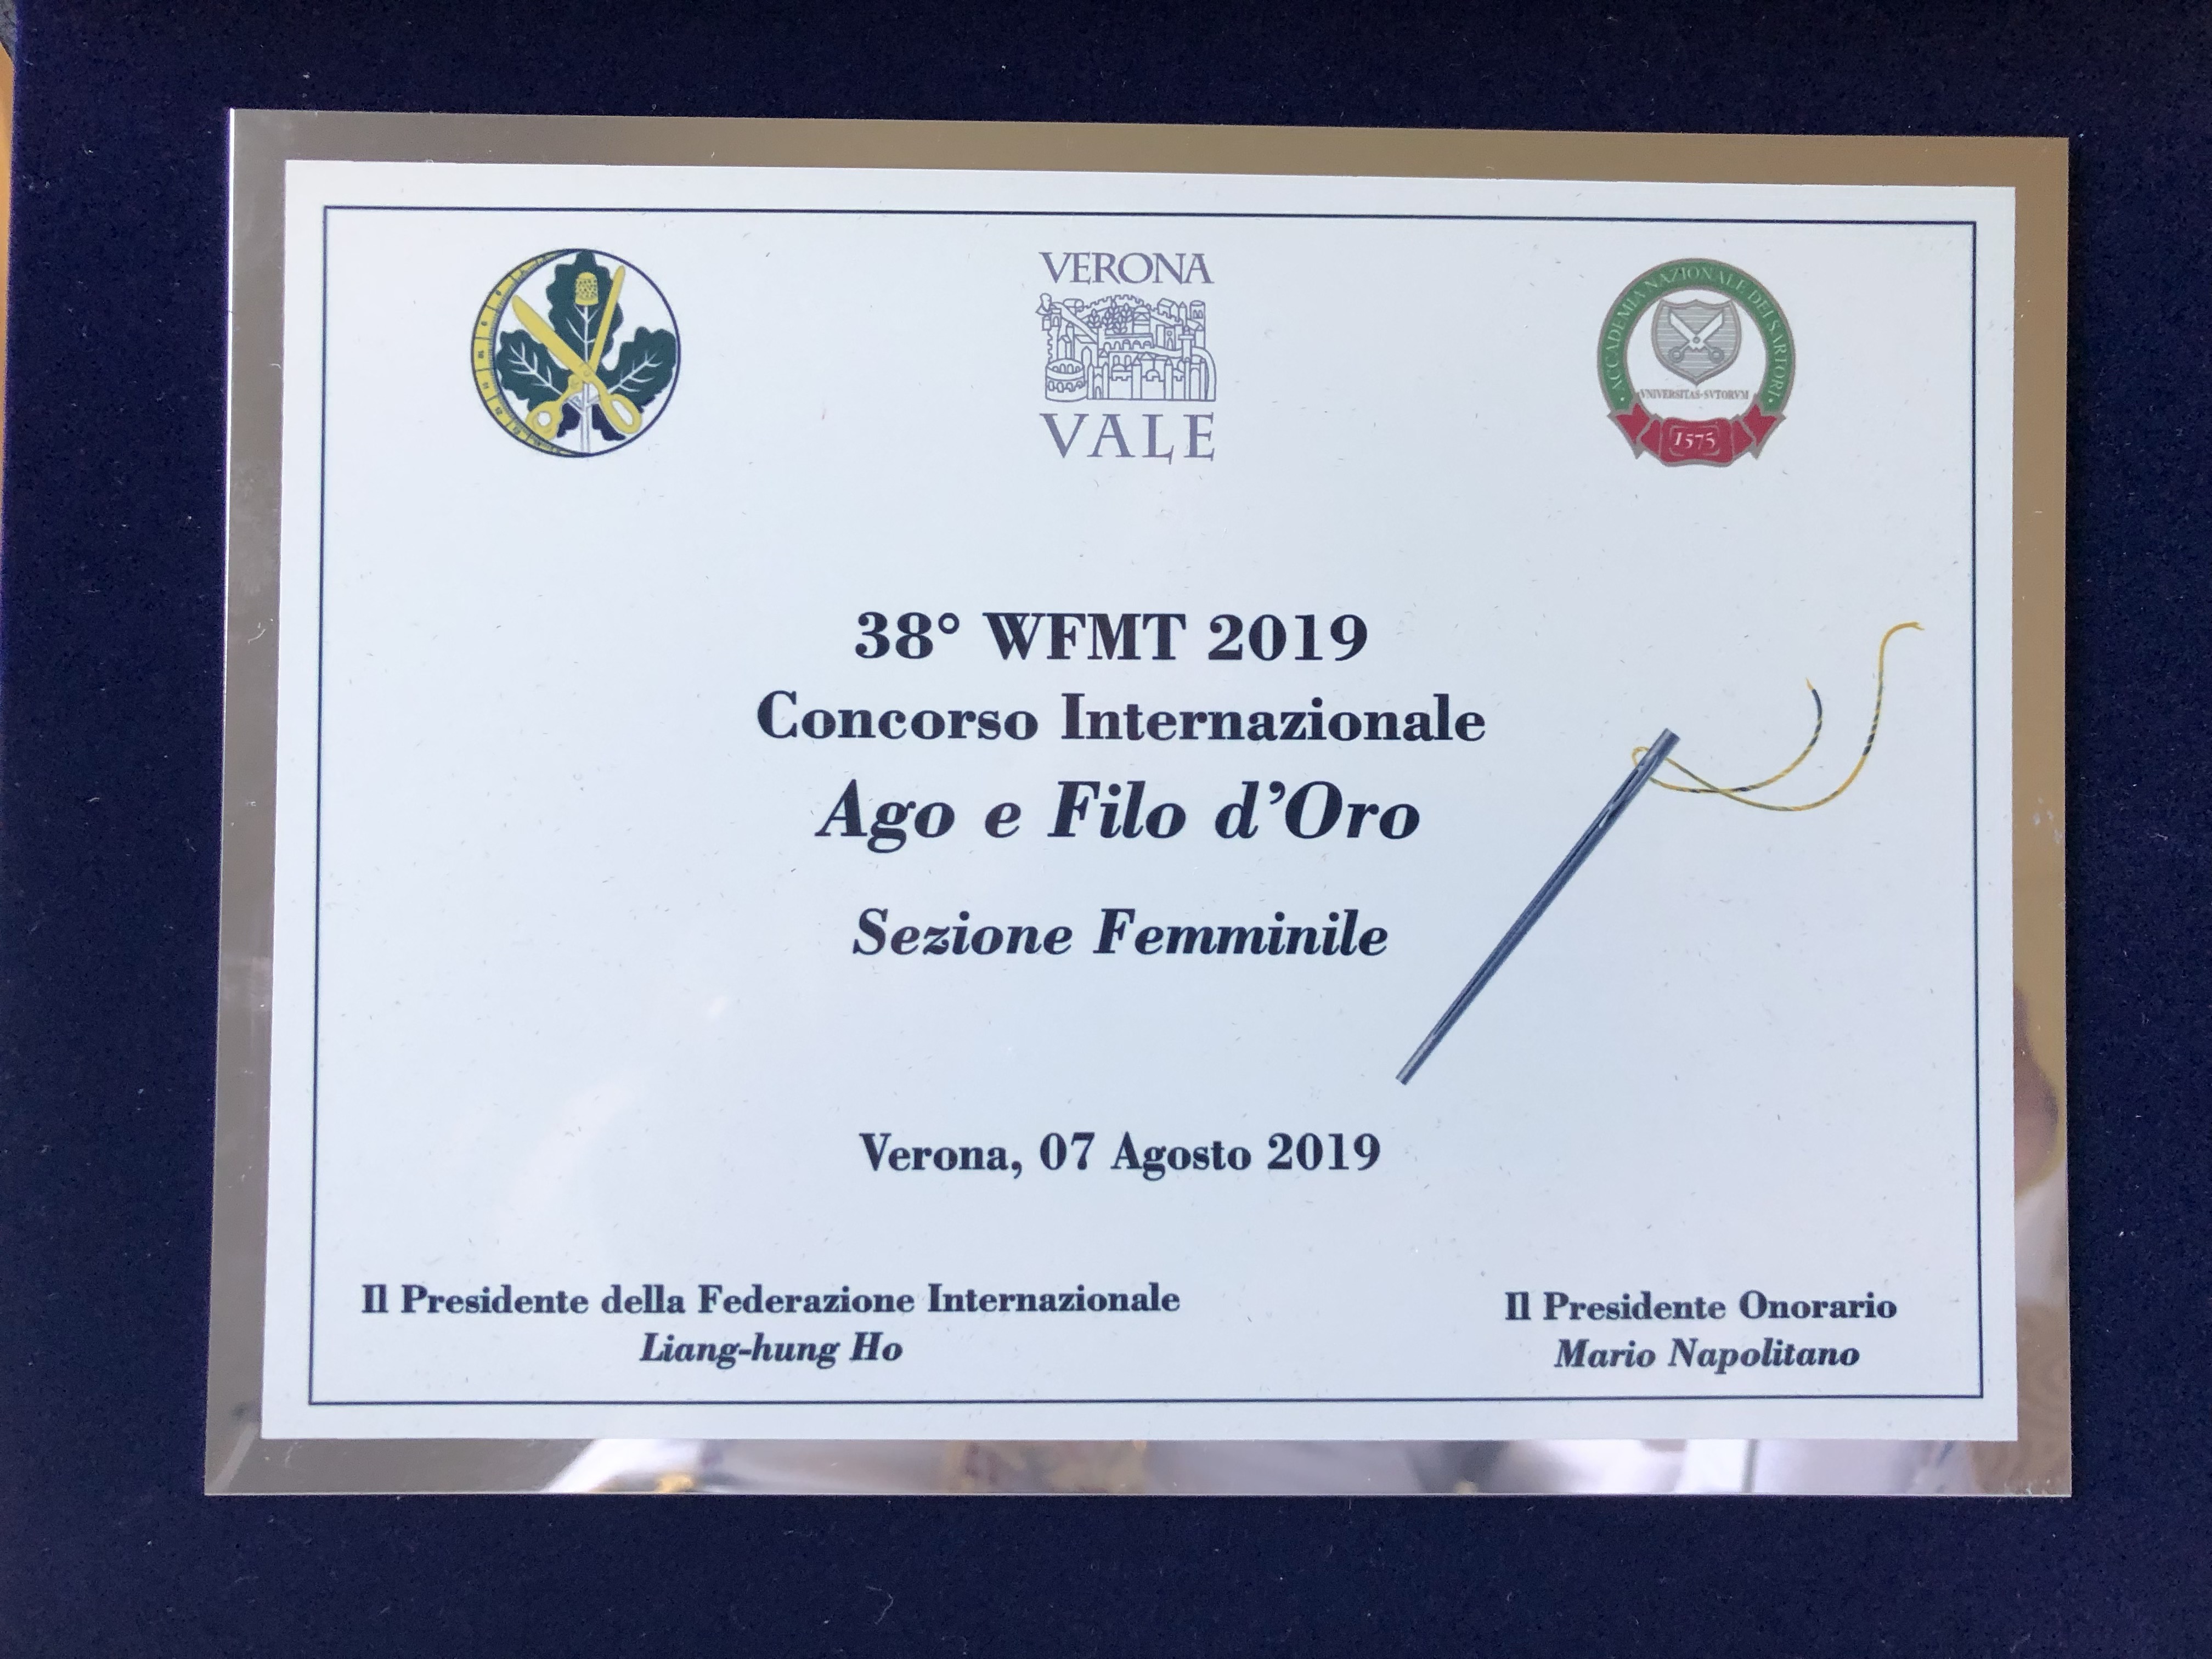 VERONA
VALE
ACCADEMIA NAZIONALE DEI SARTORI
VNIVERSITAS-SVTORVM
1575
38° WFMT 2019
Concorso Internazionale
Ago e Filo d'Oro
Sezione Femminile
Verona, 07 Agosto 2019
Il Presidente della Federazione Internazionale
Liang-hung Ho
Il Presidente Onorario
Mario Napolitano